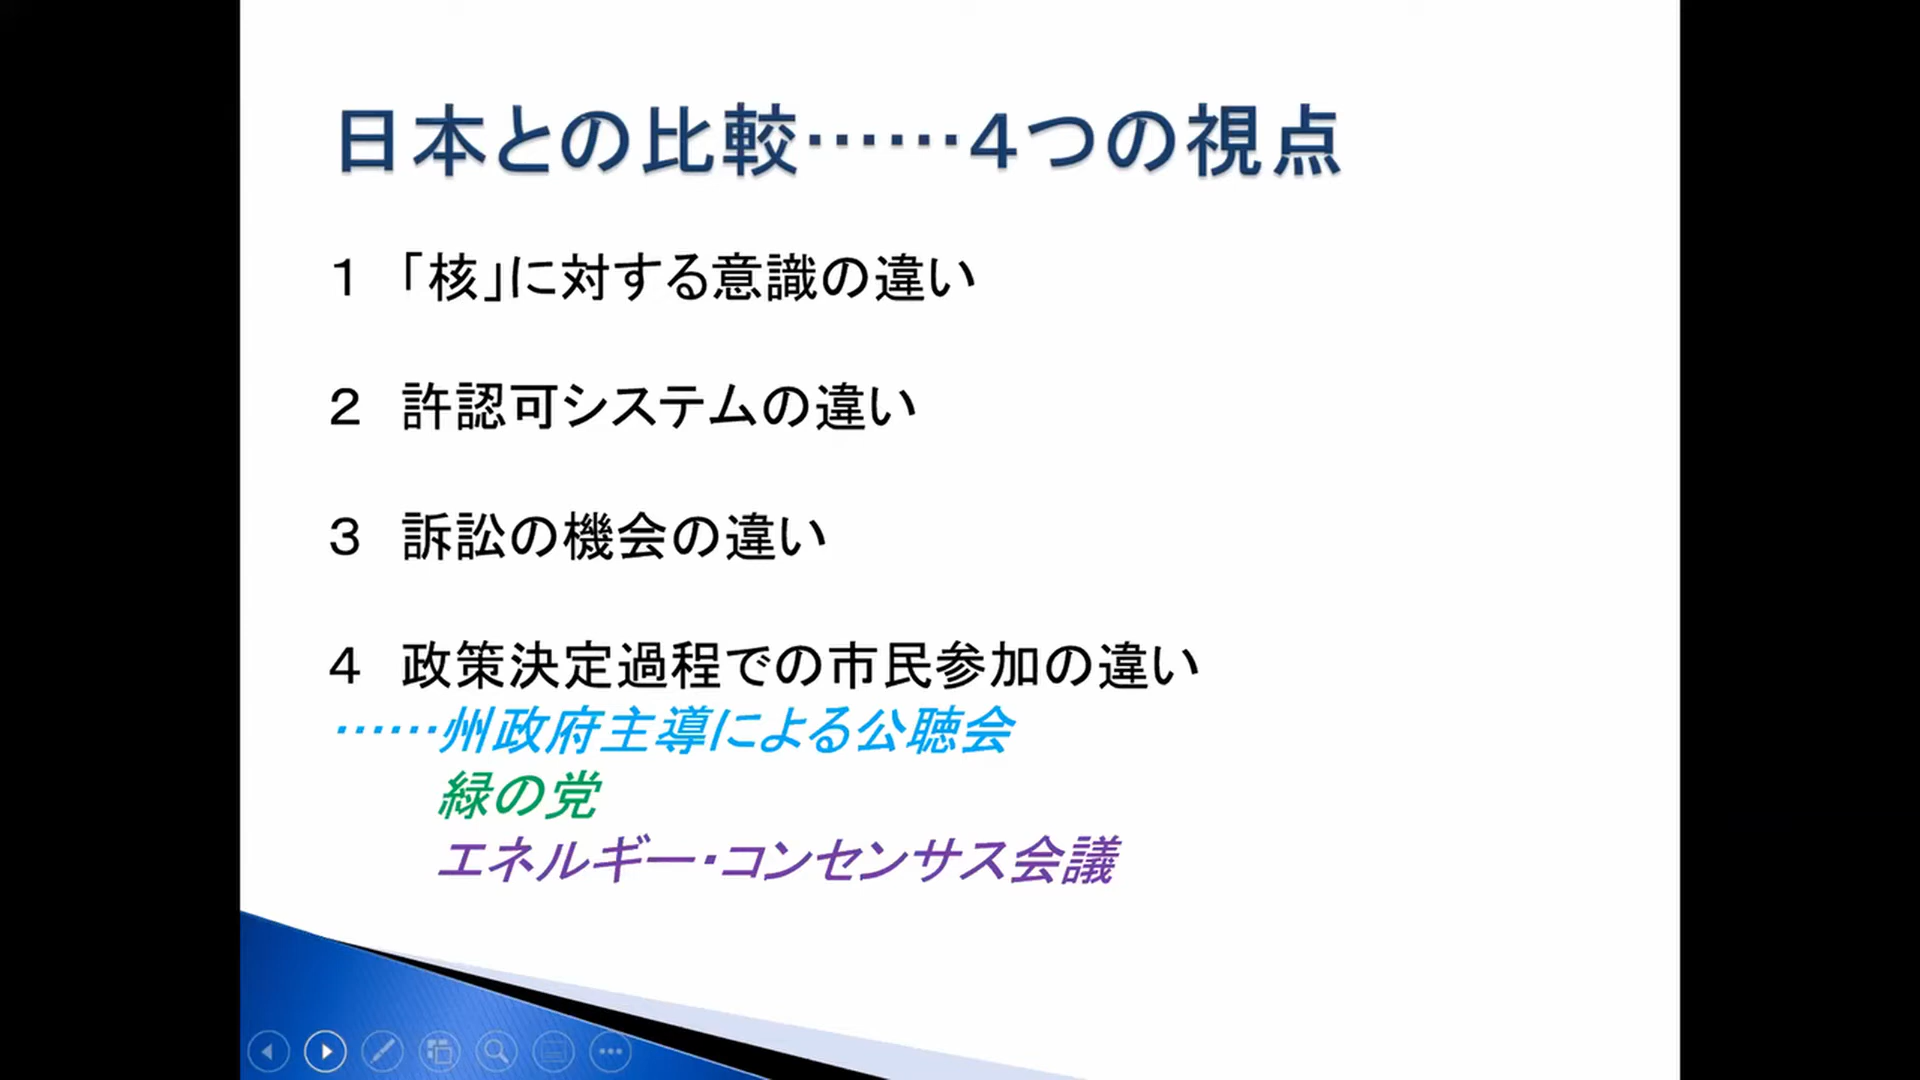 日本との比較……４つの視点
１　「核」に対する意識の違い
２　許認可システムの違い
３　訴訟の機会の違い
４　政策決定過程での市民参加の違い
……州政府主導による公聴会
緑の党
エネルギー・コンセンサス会議